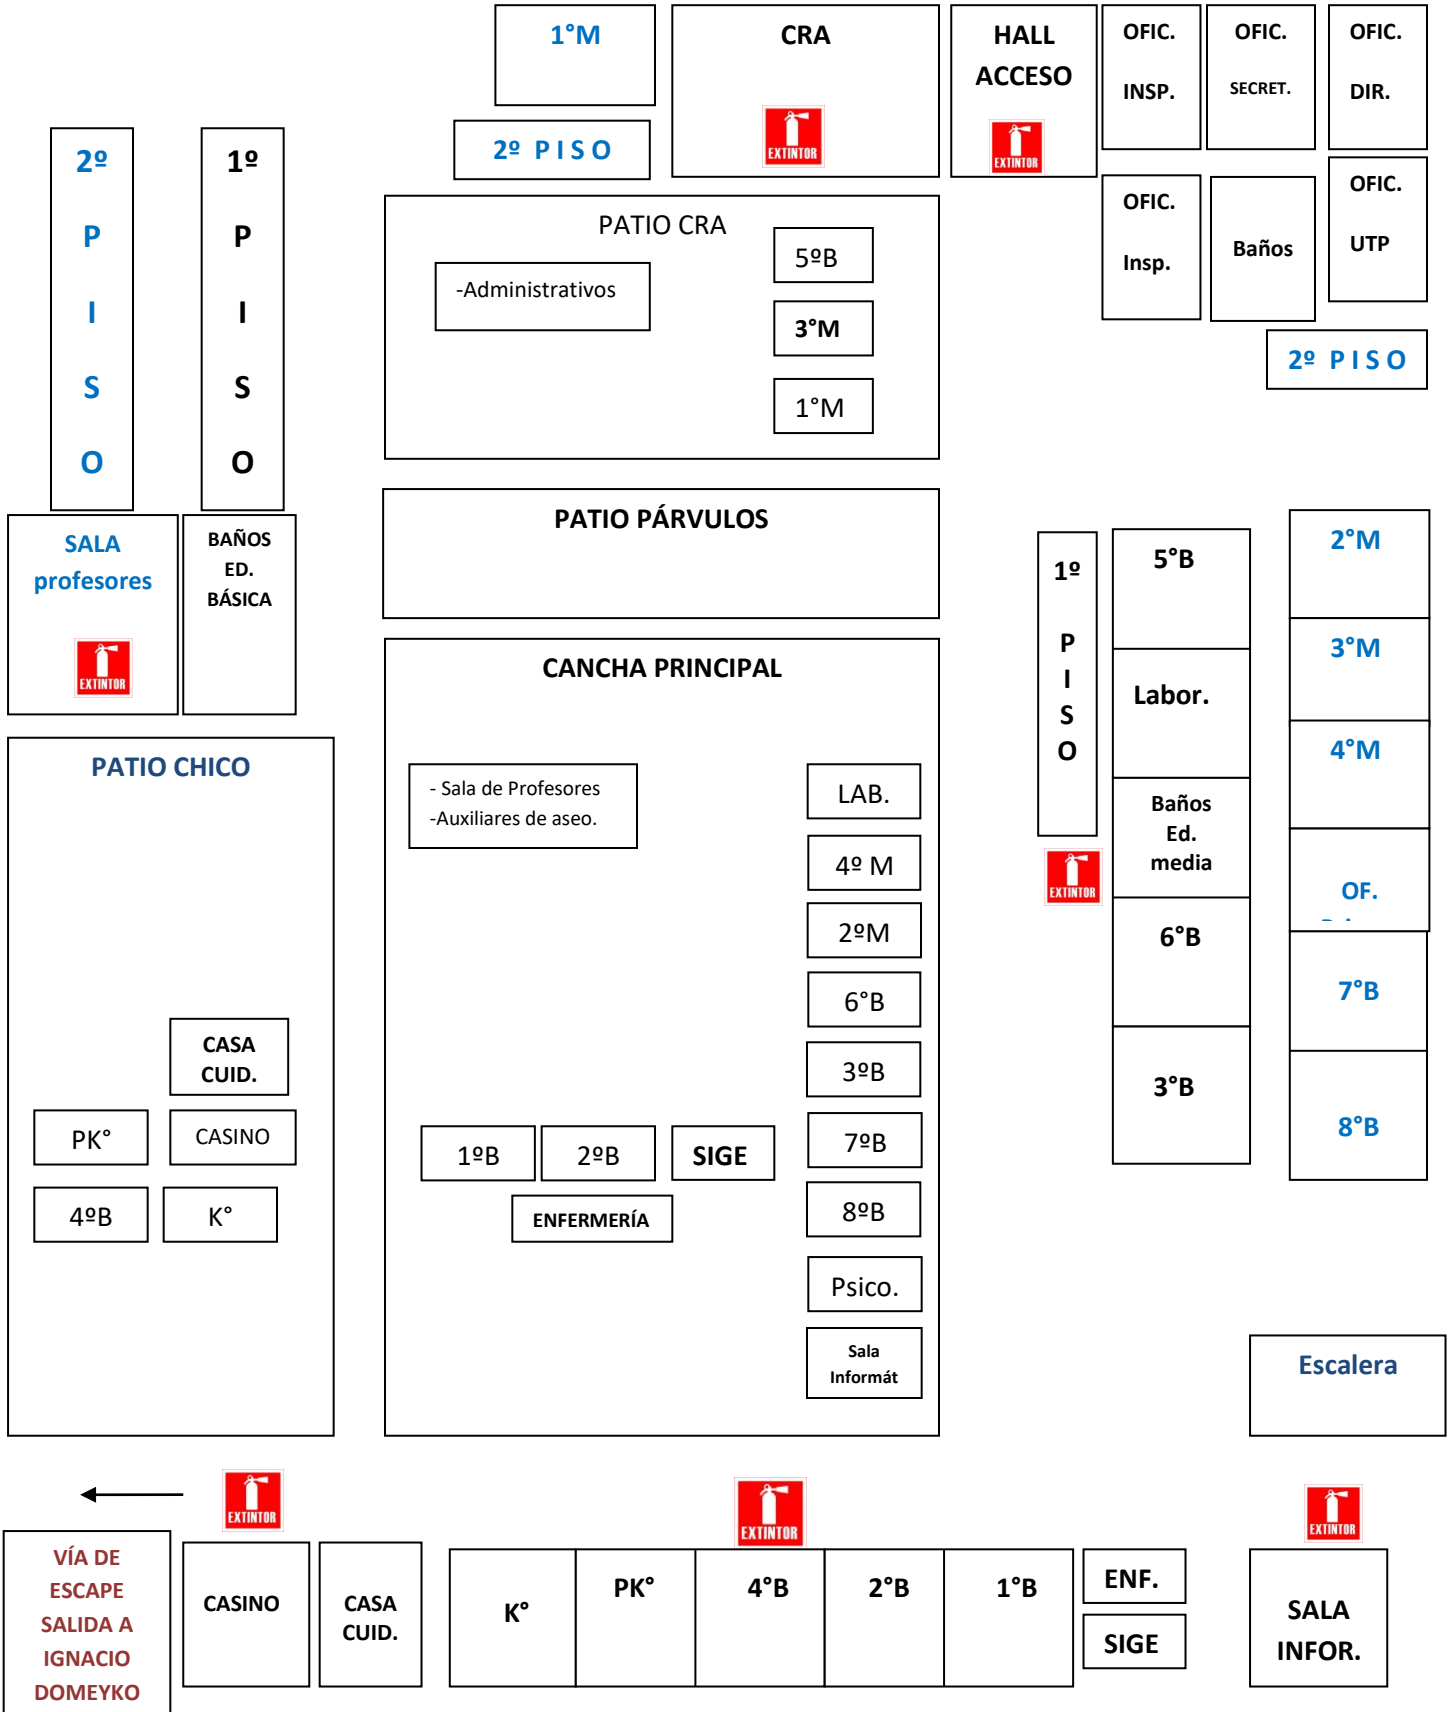 1°M
CRA
EXTINTOR
2º PISO
HALL
ACCESO
EXTINTOR
OFIC.
INSP.
OFIC.
SECRET.
OFIC.
DIR.
OFIC.
Insp.
Baños
OFIC.
UTP
2º PISO
2º
P
I
S
O
1º
P
I
S
O
PATIO CRA
-Administrativos
5ºB
3°M
1°M
PATIO PÁRVULOS
SALA
profesores
EXTINTOR
BAÑOS
ED.
BÁSICA
PATIO CHICO
CASA
CUID.
PK°
CASINO
4ºB
K°
CANCHA PRINCIPAL
- Sala de Profesores
-Auxiliares de aseo.
LAB.
4º M
2ºM
6°B
3ºB
7ºB
8ºB
Psico.
Sala
Informát
1ºB
2ºB
SIGE
ENFERMERÍA
1º
P
I
S
O
EXTINTOR
5°B
Labor.
Baños
Ed.
media
6°B
3°B
2°M
3°M
4°M
OF.
7°B
8°B
Escalera
EXTINTOR
EXTINTOR
EXTINTOR
VÍA DE
ESCAPE
SALIDA A
IGNACIO
DOMEYKO
CASINO
CASA
CUID.
K°
PK°
4°B
2°B
1°B
ENF.
SIGE
SALA
INFOR.